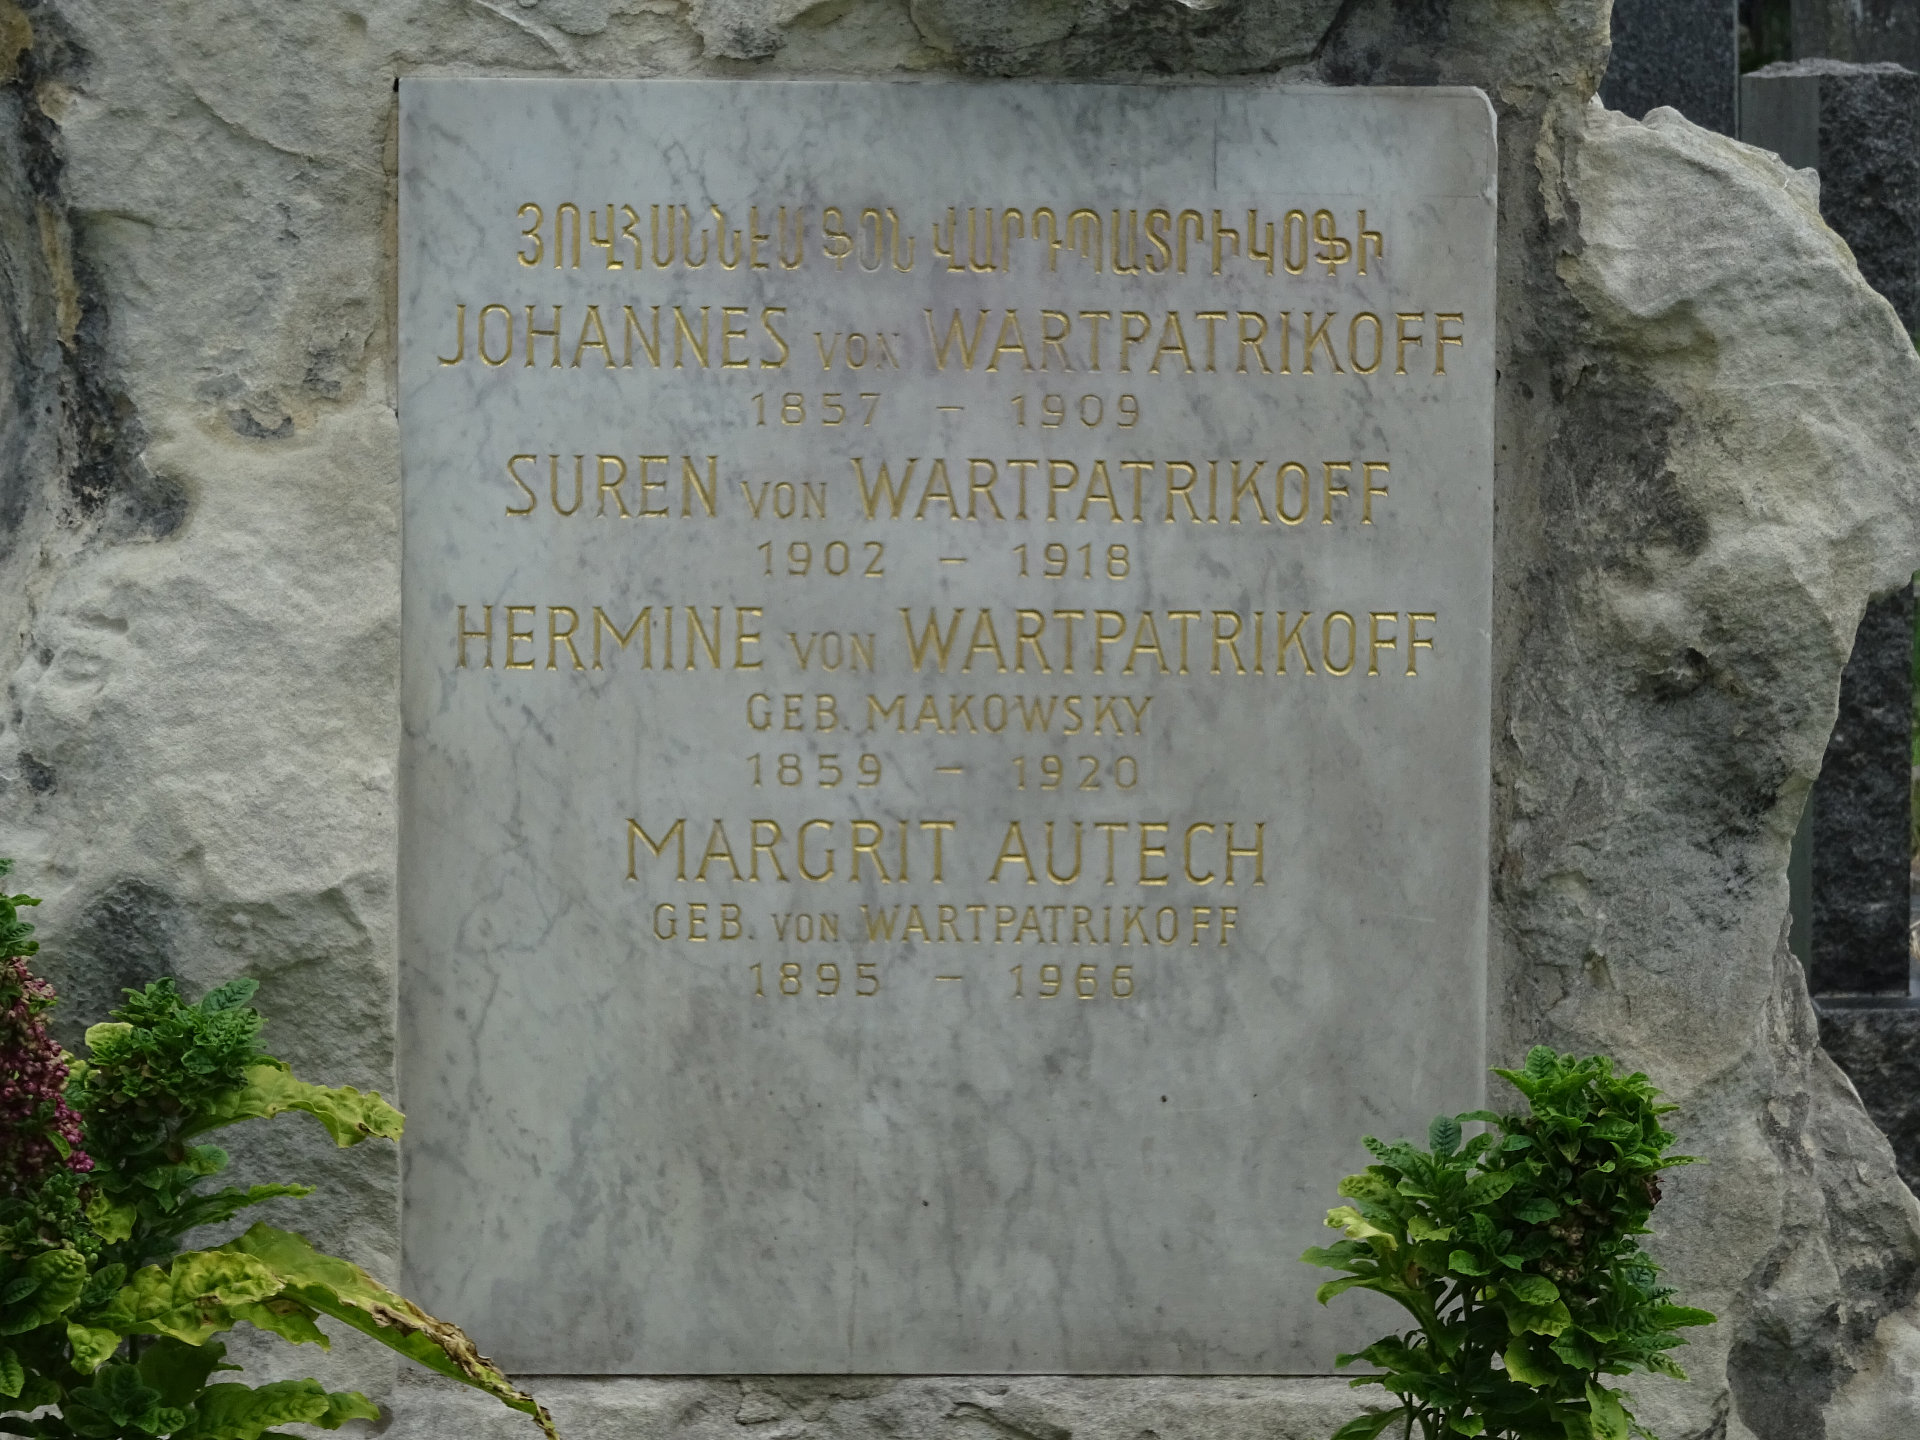 ՅՈՎՀԱՆՆԷՍ ՖՕՆ ՎԱՐԴՊԱՏՐԻԿՕՖԻ
JOHANNES VON WARTPATRIKOFF
1857 – 1909
SUREN VON WARTPATRIKOFF
1902 – 1918
HERMINE VON WARTPATRIKOFF
GEB. MAKOWSKY
1859 – 1920
MARGRIT AUTECH
GEB. VON WARTPATRIKOFF
1895 – 1966